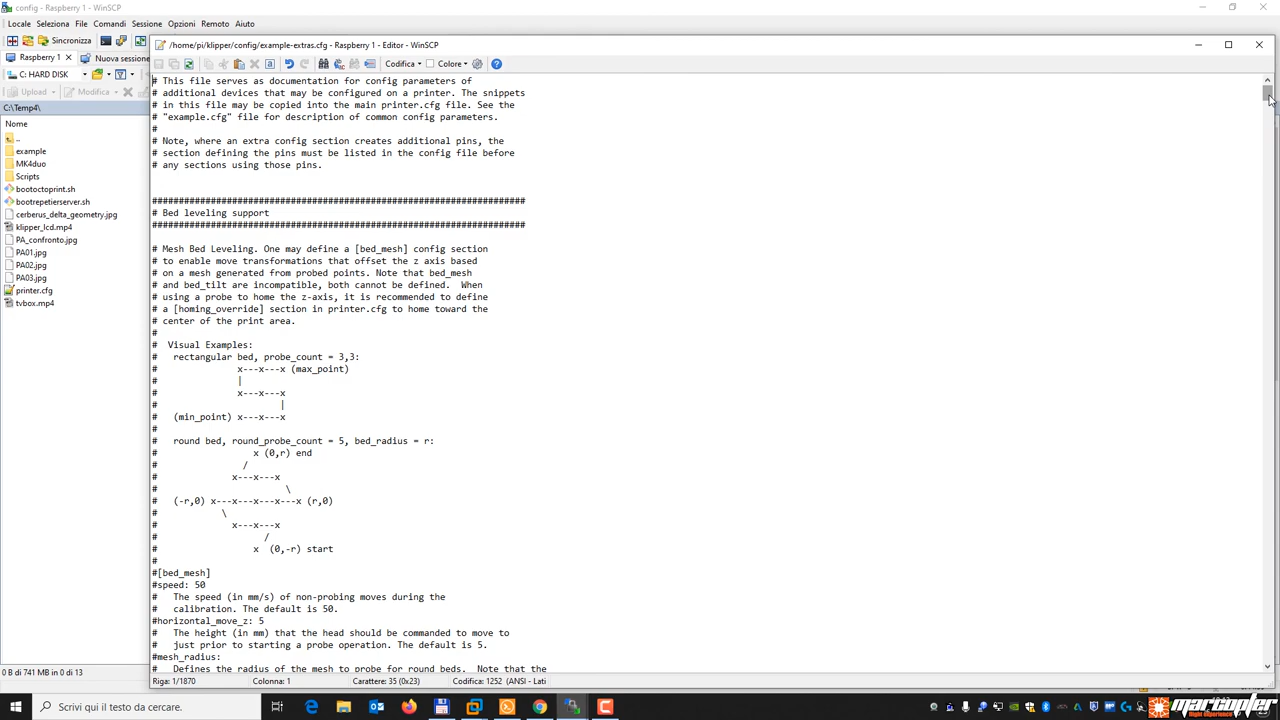 config - Raspberry 1 - WinSCP
Locale Seleziona File Comandi Sessione Opzioni Remoto Aiuto
Sincronizza
Raspberry 1 Nuova sessione
C: HARD DISK
Upload Modifica
C:\Temp4\
Nome
..
example
MK4duo
Scripts
bootoctoprint.sh
bootrepetierserver.sh
cerberus_delta_geometry.jpg
klipper_lcd.mp4
PA_confronto.jpg
PA01.jpg
PA02.jpg
PA03.jpg
printer.cfg
tvbox.mp4
0 B di 741 MB in 0 di 13
/home/pi/klipper/config/example-extras.cfg - Raspberry 1 - Editor - WinSCP
Codifica Colore
# This file serves as documentation for config parameters of
# additional devices that may be configured on a printer. The snippets
# in this file may be copied into the main printer.cfg file. See the
# "example.cfg" file for description of common config parameters.
#
# Note, where an extra config section creates additional pins, the
# section defining the pins must be listed in the config file before
# any sections using those pins.
######################################################################
# Bed leveling support
######################################################################
# Mesh Bed Leveling. One may define a [bed_mesh] config section
# to enable move transformations that offset the z axis based
# on a mesh generated from probed points. Note that bed_mesh
# and bed_tilt are incompatible, both cannot be defined.  When
# using a probe to home the z-axis, it is recommended to define
# a [homing_override] section in printer.cfg to home toward the
# center of the print area.
#
#  Visual Examples:
#   rectangular bed, probe_count = 3,3:
#               x---x---x (max_point)
#               |
#               x---x---x
#                       |
#   (min_point) x---x---x
#
#   round bed, round_probe_count = 5, bed_radius = r:
#                  x (0,r) end
#                /
#              x---x---x
#                        \
#   (-r,0) x---x---x---x---x (r,0)
#            \
#              x---x---x
#                    /
#                  x  (0,-r) start
#
#[bed_mesh]
#speed: 50
#   The speed (in mm/s) of non-probing moves during the
#   calibration. The default is 50.
#horizontal_move_z: 5
#   The height (in mm) that the head should be commanded to move to
#   just prior to starting a probe operation. The default is 5.
#mesh_radius:
#   Defines the radius of the mesh to probe for round beds.  Note that the
Riga: 1/1870 Colonna: 1 Carattere: 35 (0x23) Codifica: 1252 (ANSI - Lati
Scrivi qui il testo da cercare.
marcopter